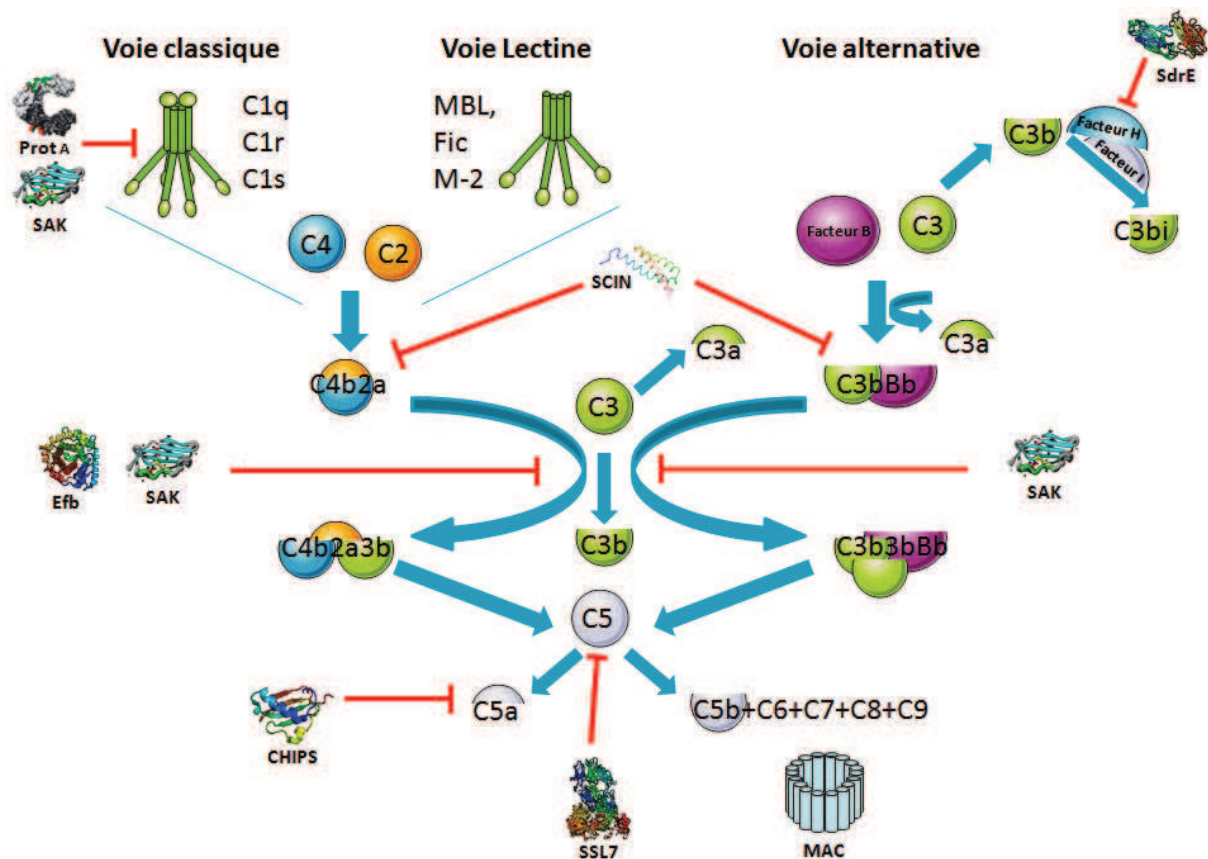 Voie classique
Voie Lectine
Voie alternative
SdrE
Prot A
SAK
C1q
C1r
C1s
MBL,
Fic
M-2
C3b
Facteur H
Facteur I
C3bi
C4
C2
Facteur B
C3
SCIN
C3a
C3a
C4b2a
C3
C3bBb
Efb
SAK
SAK
C4b2a3b
C3b
C3b3bBb
C5
CHIPS
C5a
C5b+C6+C7+C8+C9
SSL7
MAC